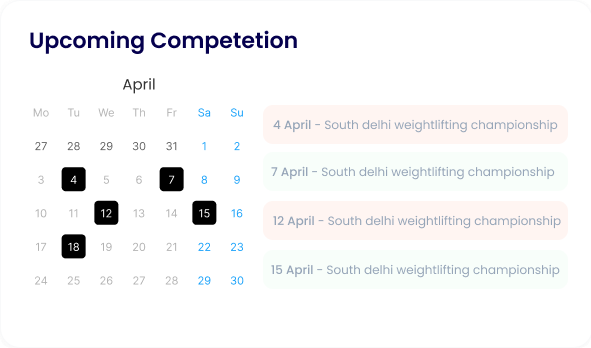 Upcoming Competetion
April
Mo Tu We Th Fr Sa Su
27 28 29 30 31 1 2
3 4 5 6 7 8 9
10 11 12 13 14 15 16
17 18 19 20 21 22 23
24 25 26 27 28 29 30
4 April - South delhi weightlifting championship
7 April - South delhi weightlifting championship
12 April - South delhi weightlifting championship
15 April - South delhi weightlifting championship